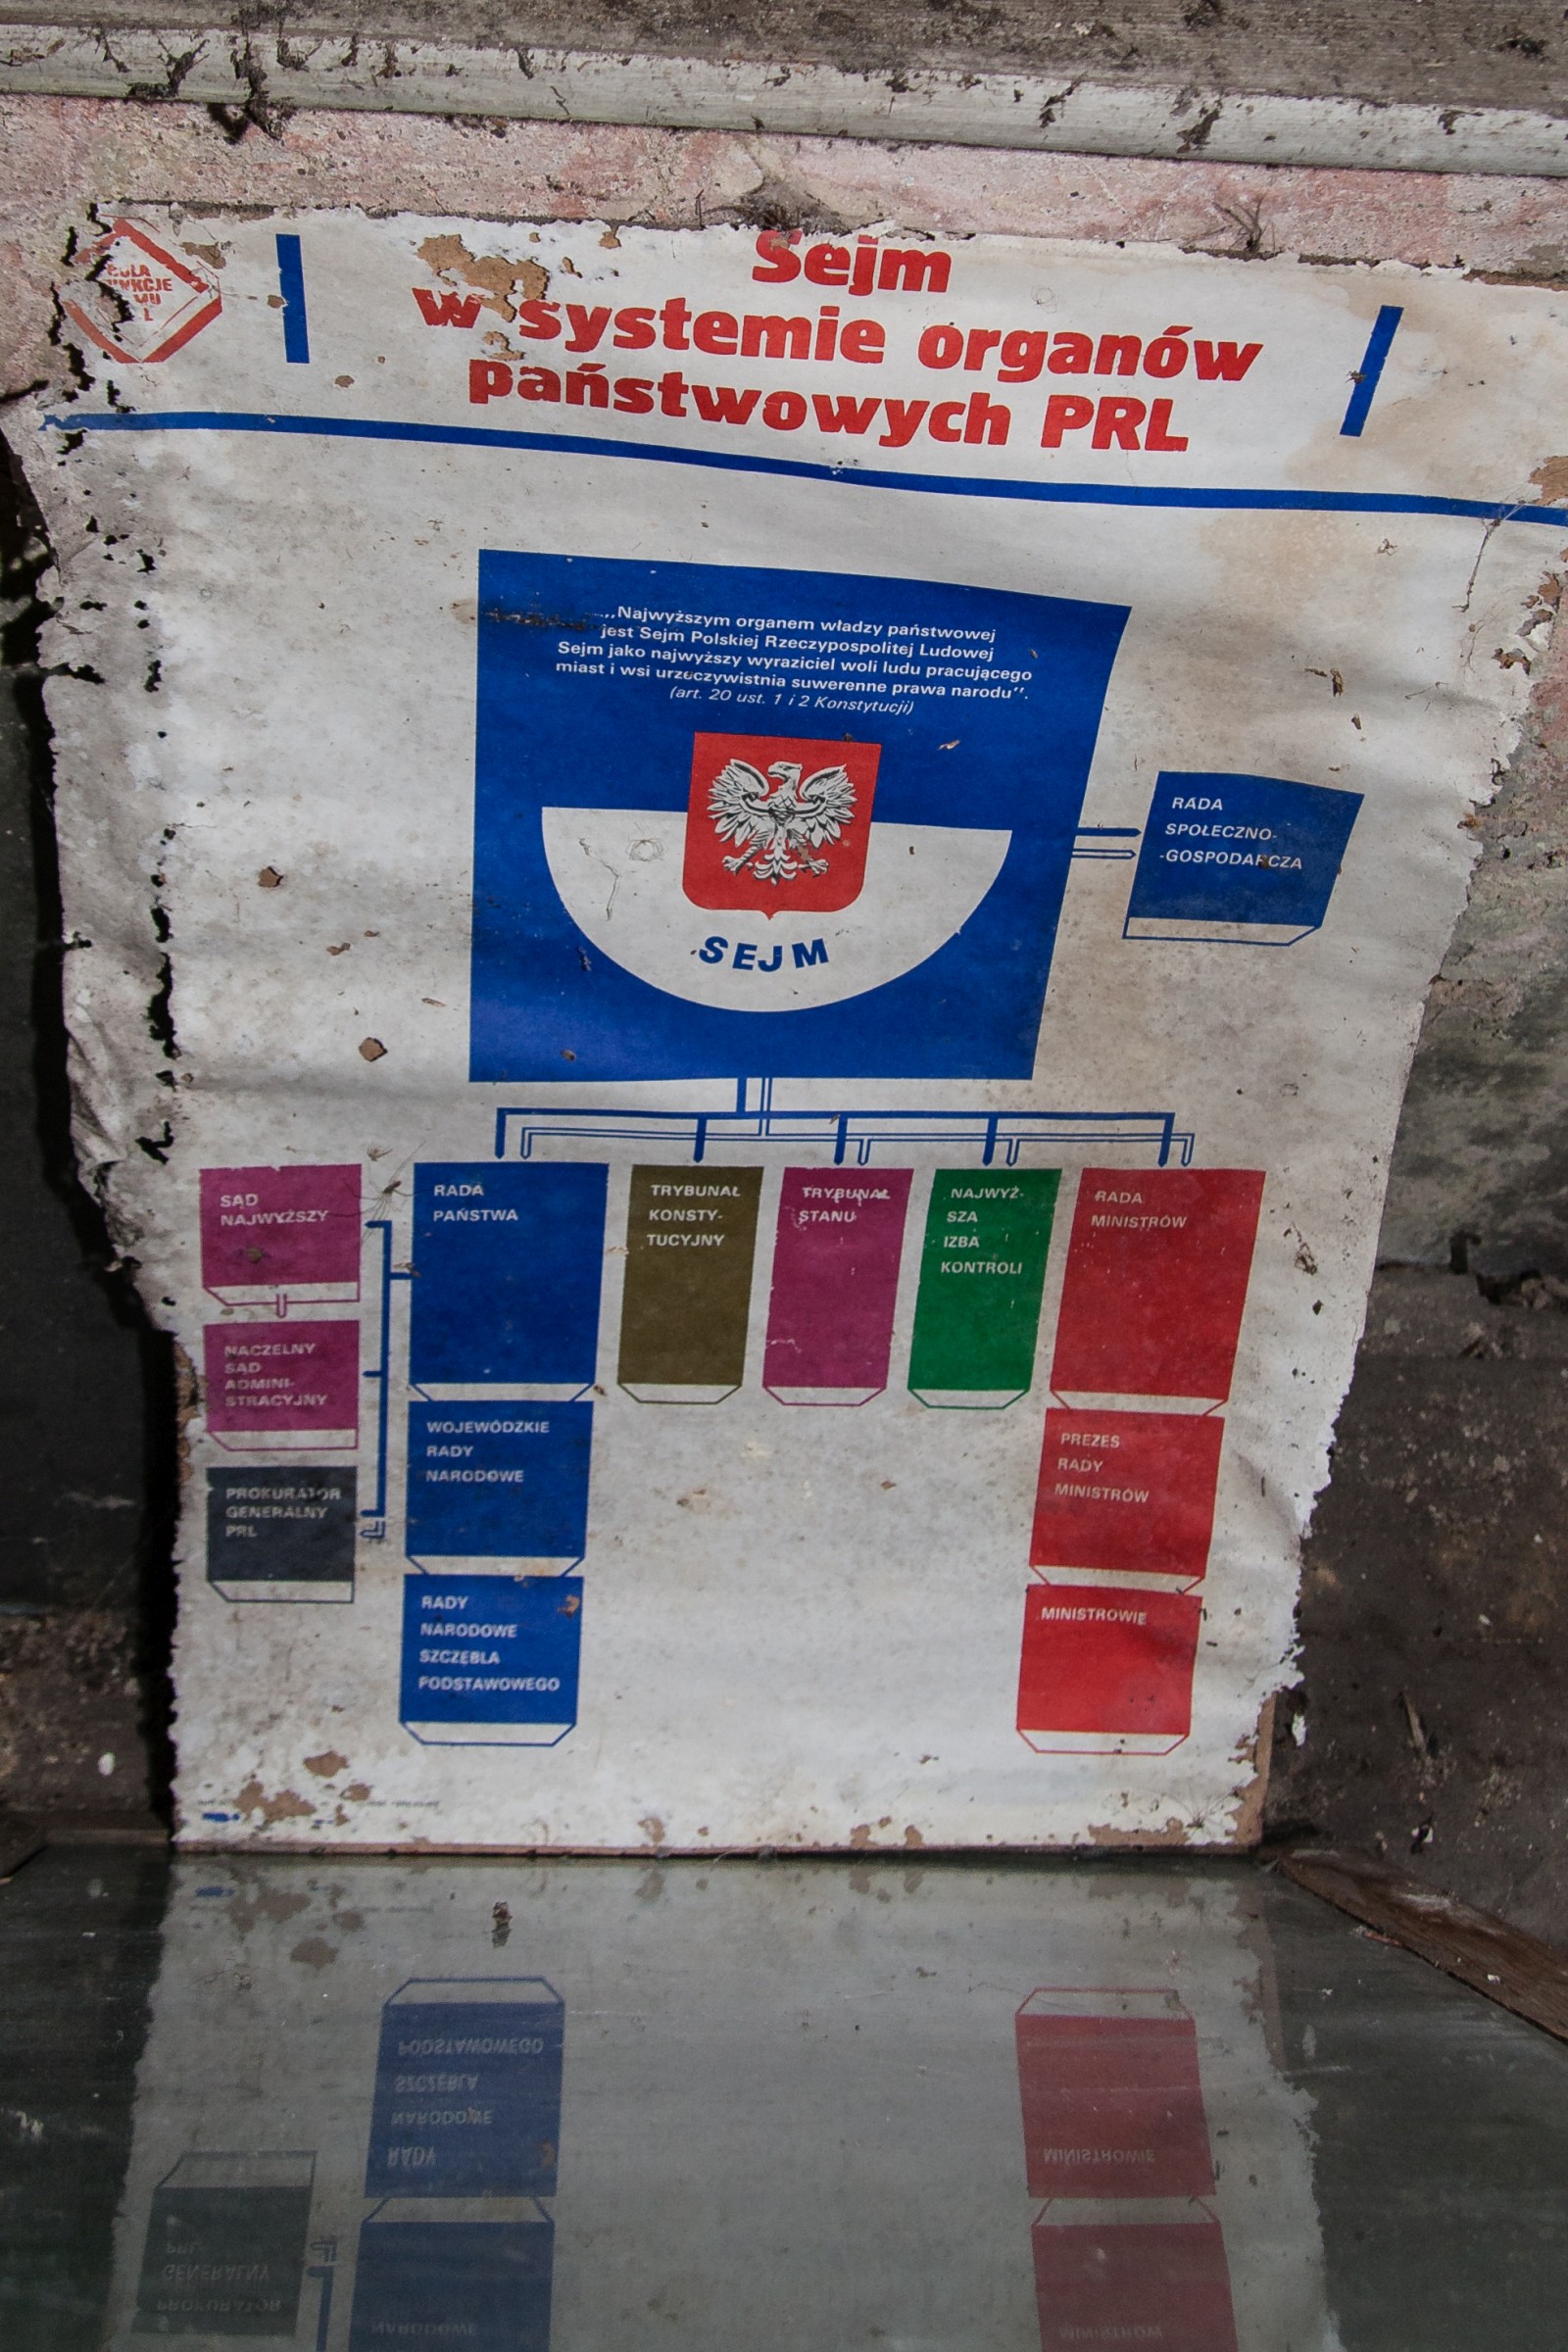 Sejm
w systemie organów
państwowych PRL
„Najwyższym organem władzy państwowej
jest Sejm Polskiej Rzeczypospolitej Ludowej
Sejm jako najwyższy wyraziciel woli ludu pracującego
miast i wsi urzeczywistnia suwerenne prawa narodu”.
(art. 20 ust. 1 i 2 Konstytucji)
SEJM
RADA
SPOŁECZNO-
-GOSPODARCZA
SĄD
NAJWYŻSZY
NACZELNY
SĄD
ADMINI-
STRACYJNY
PROKURATOR
GENERALNY
PRL
RADA
PAŃSTWA
WOJEWÓDZKIE
RADY
NARODOWE
RADY
NARODOWE
SZCZEBLA
PODSTAWOWEGO
TRYBUNAŁ
KONSTY-
TUCYJNY
TRYBUNAŁ
STANU
NAJWYŻ-
SZA
IZBA
KONTROLI
RADA
MINISTRÓW
PREZES
RADY
MINISTRÓW
MINISTROWIE